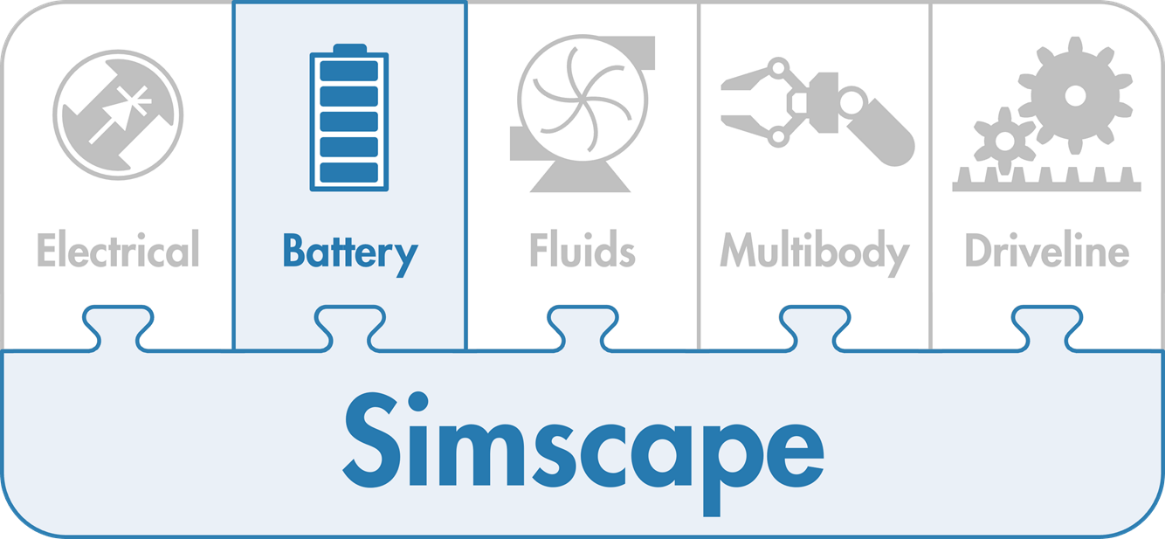 Electrical
Battery
Fluids
Multibody
Driveline
Simscape